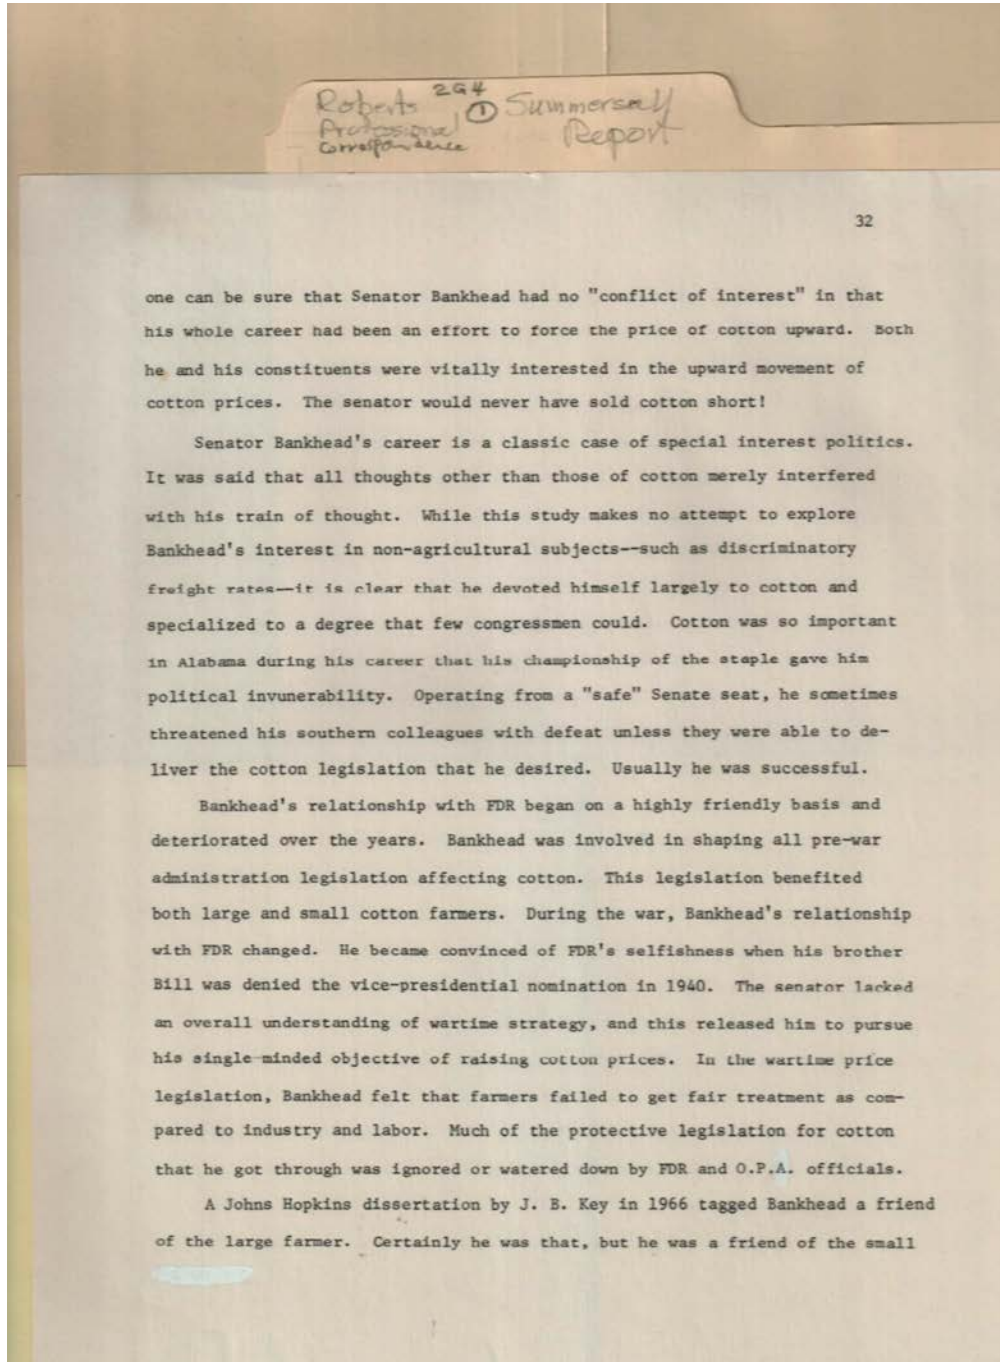 Roberts 2G4 ① Summersell
Professional Report
Correspondence
32
one can be sure that Senator Bankhead had no "conflict of interest" in that
his whole career had been an effort to force the price of cotton upward. Both
he and his constituents were vitally interested in the upward movement of
cotton prices. The senator would never have sold cotton short!
Senator Bankhead's career is a classic case of special interest politics.
It was said that all thoughts other than those of cotton merely interfered
with his train of thought. While this study makes no attempt to explore
Bankhead's interest in non-agricultural subjects--such as discriminatory
freight rates--it is clear that he devoted himself largely to cotton and
specialized to a degree that few congressmen could. Cotton was so important
in Alabama during his career that his championship of the staple gave him
political invunerability. Operating from a "safe" Senate seat, he sometimes
threatened his southern colleagues with defeat unless they were able to de-
liver the cotton legislation that he desired. Usually he was successful.
Bankhead's relationship with FDR began on a highly friendly basis and
deteriorated over the years. Bankhead was involved in shaping all pre-war
administration legislation affecting cotton. This legislation benefited
both large and small cotton farmers. During the war, Bankhead's relationship
with FDR changed. He became convinced of FDR's selfishness when his brother
Bill was denied the vice-presidential nomination in 1940. The senator lacked
an overall understanding of wartime strategy, and this released him to pursue
his single-minded objective of raising cotton prices. In the wartime price
legislation, Bankhead felt that farmers failed to get fair treatment as com-
pared to industry and labor. Much of the protective legislation for cotton
that he got through was ignored or watered down by FDR and O.P.A. officials.
A Johns Hopkins dissertation by J. B. Key in 1966 tagged Bankhead a friend
of the large farmer. Certainly he was that, but he was a friend of the small